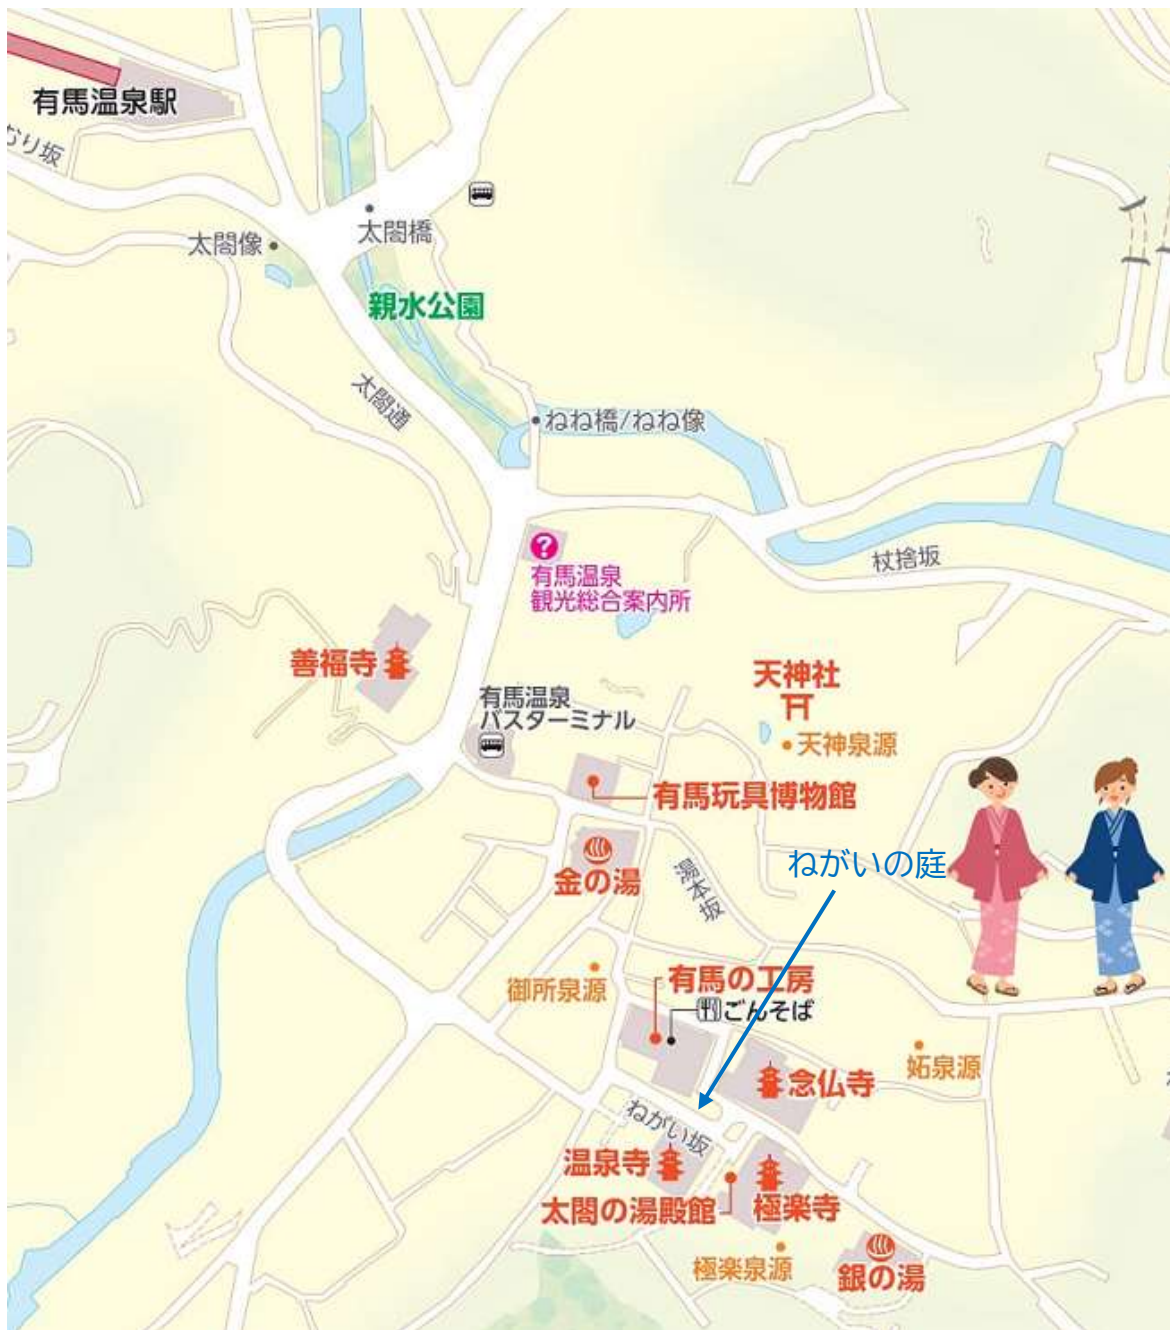 有馬温泉駅
むり坂
太閤像
太閤橋
親水公園
太閤通
ねね橋/ねね像
?
有馬温泉
観光総合案内所
杖捨坂
善福寺
天神社
天神泉源
有馬温泉
バスターミナル
有馬玩具博物館
金の湯
湯本坂
ねがいの庭
御所泉源
有馬の工房
ごんそば
念仏寺
妬泉源
ねがい坂
温泉寺
太閤の湯殿館
極楽寺
極楽泉源
銀の湯